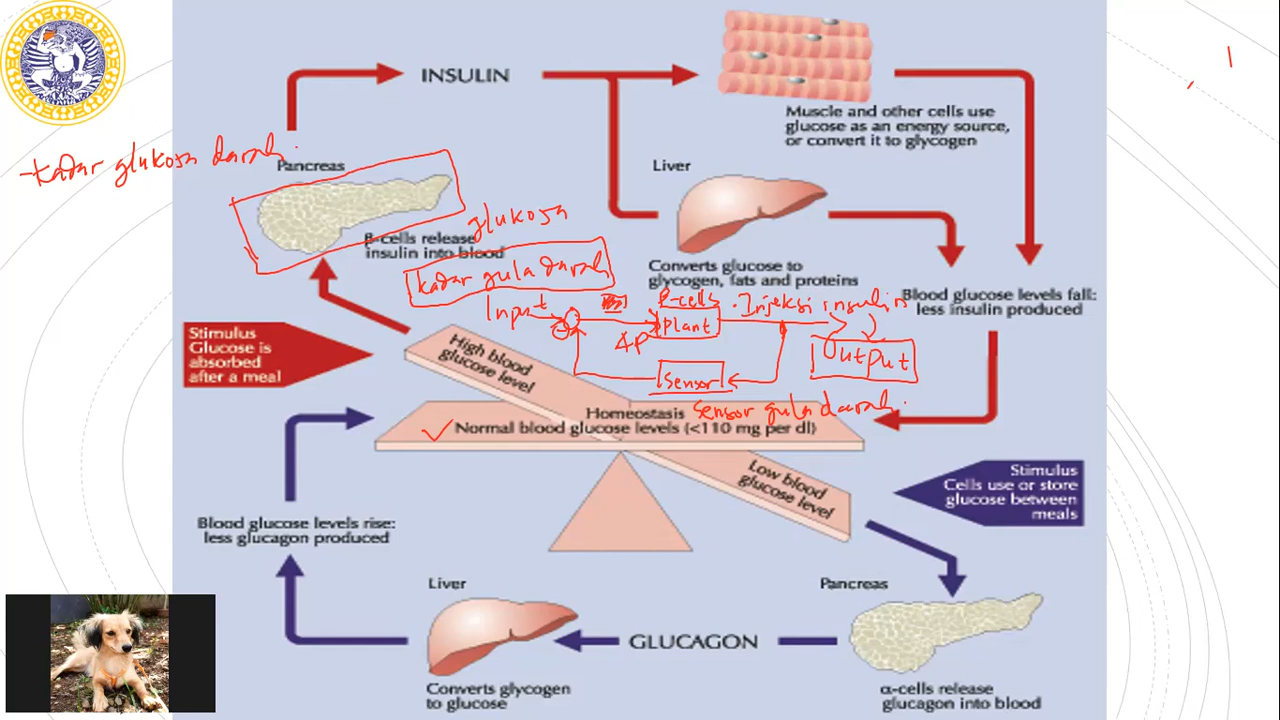 INSULIN
Muscle and other cells use
glucose as an energy source,
or convert it to glycogen
-kadar glukosa darah.
Pancreas
β-cells release
insulin into blood
Liver
Converts glucose to
glycogen, fats and proteins
Blood glucose levels fall:
less insulin produced
glukosa
kadar gula darah
Input
β-cells
Plant
. Injeksi insulin
Output
Sensor
Sensor gula darah.
Stimulus
Glucose is
absorbed
after a meal
High blood
glucose level
Homeostasis
Normal blood glucose levels (<110 mg per dl)
Low blood
glucose level
Stimulus
Cells use or store
glucose between
meals
Blood glucose levels rise:
less glucagon produced
Liver
Converts glycogen
to glucose
GLUCAGON
Pancreas
α-cells release
glucagon into blood